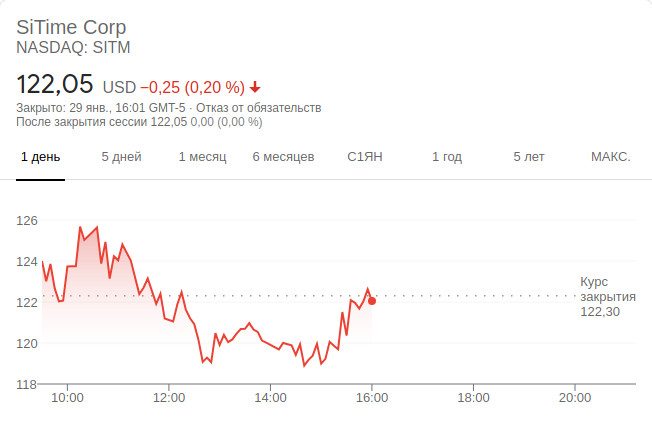 SiTime Corp
NASDAQ: SITM
122,05 USD −0,25 (0,20 %)
Закрыто: 29 янв., 16:01 GMT-5 · Отказ от обязательств
После закрытия сессии 122,05 0,00 (0,00 %)
1 день 5 дней 1 месяц 6 месяцев С1ЯН 1 год 5 лет МАКС.
126
124
Курс
закрытия
122,30
122
120
118
10:00 12:00 14:00 16:00 18:00 20:00